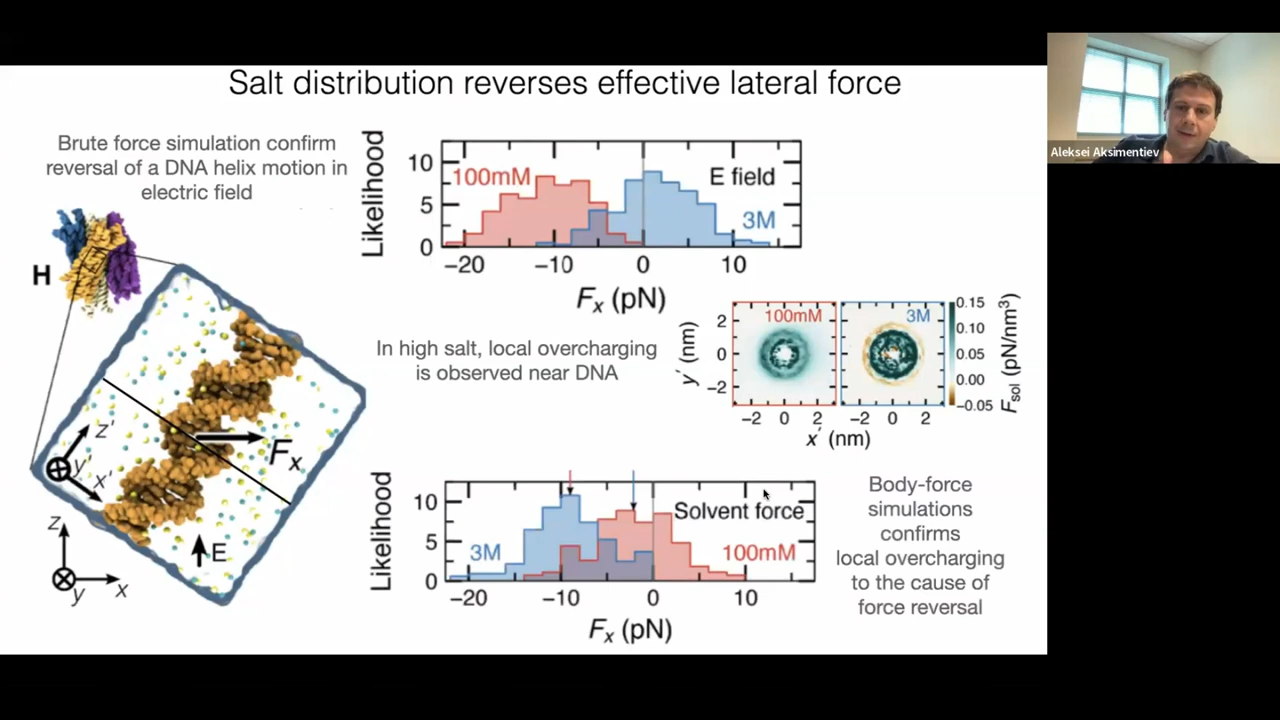 Salt distribution reverses effective lateral force
Aleksei Aksimentiev
Brute force simulation confirm
reversal of a DNA helix motion in
electric field
H
z'
y'
x'
Fx
E
z
y
x
Likelihood
10
5
0
100mM
E field
3M
−20
−10
0
10
Fx (pN)
In high salt, local overcharging
is observed near DNA
y' (nm)
2
0
−2
100mM
3M
−2 0 2
−2 0 2
x' (nm)
0.15
0.10
0.05
0.00
−0.05
Fsol (pN/nm³)
Likelihood
10
5
0
3M
Solvent force
100mM
−20
−10
0
10
Fx (pN)
Body-force
simulations
confirms
local overcharging
to the cause of
force reversal